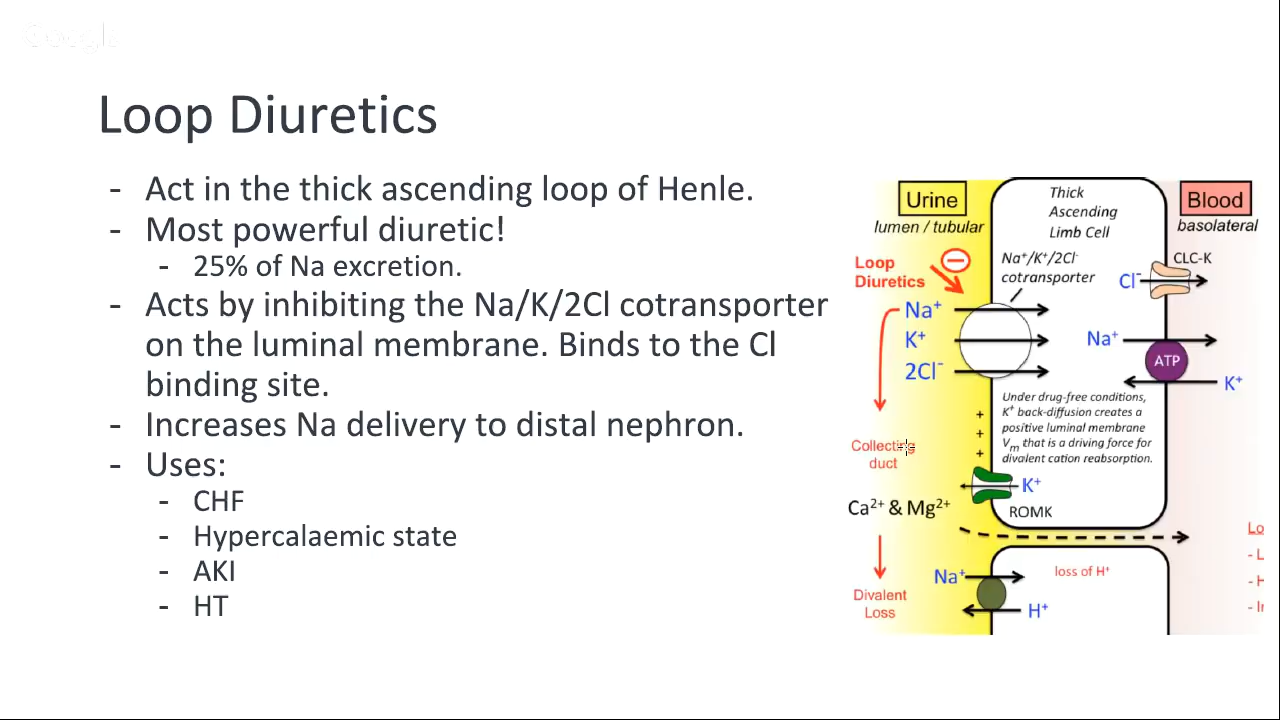 Loop Diuretics
- Act in the thick ascending loop of Henle.
- Most powerful diuretic!
- 25% of Na excretion.
- Acts by inhibiting the Na/K/2Cl cotransporter
on the luminal membrane. Binds to the Cl
binding site.
- Increases Na delivery to distal nephron.
- Uses:
- CHF
- Hypercalaemic state
- AKI
- HT
Urine
lumen / tubular
Thick
Ascending
Limb Cell
Blood
basolateral
Loop
Diuretics
Na⁺/K⁺/2Cl⁻
cotransporter
CLC-K
Cl⁻
Na⁺
K⁺
2Cl⁻
Na⁺
ATP
K⁺
Under drug-free conditions,
K⁺ back-diffusion creates a
positive luminal membrane
Vm that is a driving force for
divalent cation reabsorption.
+
+
+
Collecting
duct
K⁺
ROMK
Ca²⁺ & Mg²⁺
Na⁺
loss of H⁺
H⁺
Divalent
Loss
Lo
- L
- H
- Ir